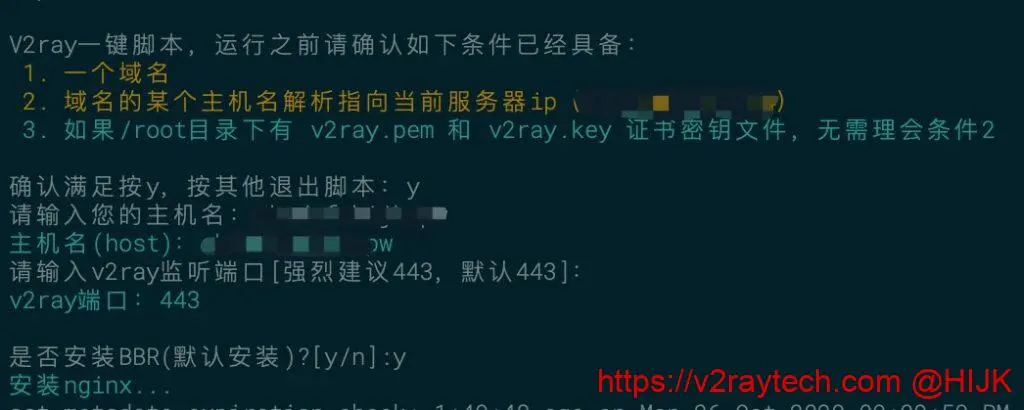 V2ray一键脚本，运行之前请确认如下条件已经具备：
1. 一个域名
2. 域名的某个主机名解析指向当前服务器ip（ ）
3. 如果/root目录下有 v2ray.pem 和 v2ray.key 证书密钥文件，无需理会条件2
确认满足按y，按其他退出脚本：y
请输入您的主机名：
主机名(host)： ow
请输入v2ray监听端口[强烈建议443，默认443]：
v2ray端口：443
是否安装BBR(默认安装)?[y/n]:y
安装nginx...
https://v2raytech.com @HIJK